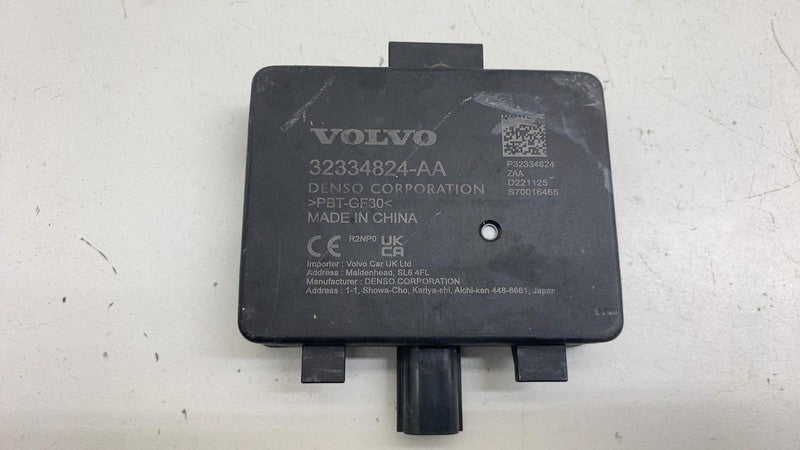 VOLVO
32334824-AA
DENSO CORPORATION
>PBT-GF30<
MADE IN CHINA
P32334824
ZAA
D221125
S70016465
CE R2NP0 UK CA
Importer : Volvo Car UK Ltd
Address : Maidenhead, SL6 4FL
Manufacturer : DENSO CORPORATION
Address : 1-1, Showa-Cho, Kariya-shi, Aichi-ken 448-8661, Japan